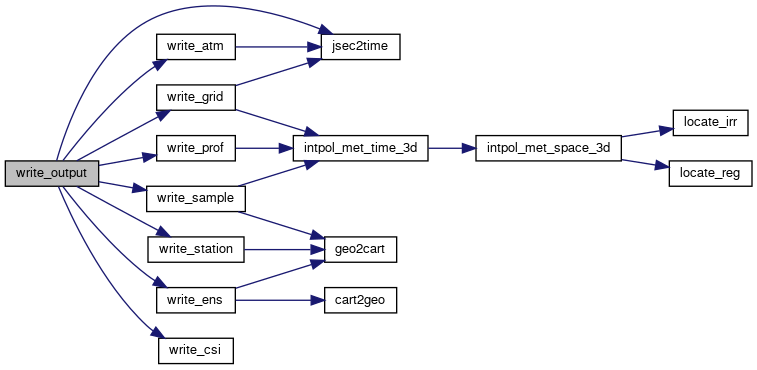 write_output
write_atm
write_grid
write_prof
write_sample
write_station
write_ens
write_csi
jsec2time
intpol_met_time_3d
geo2cart
cart2geo
intpol_met_space_3d
locate_irr
locate_reg